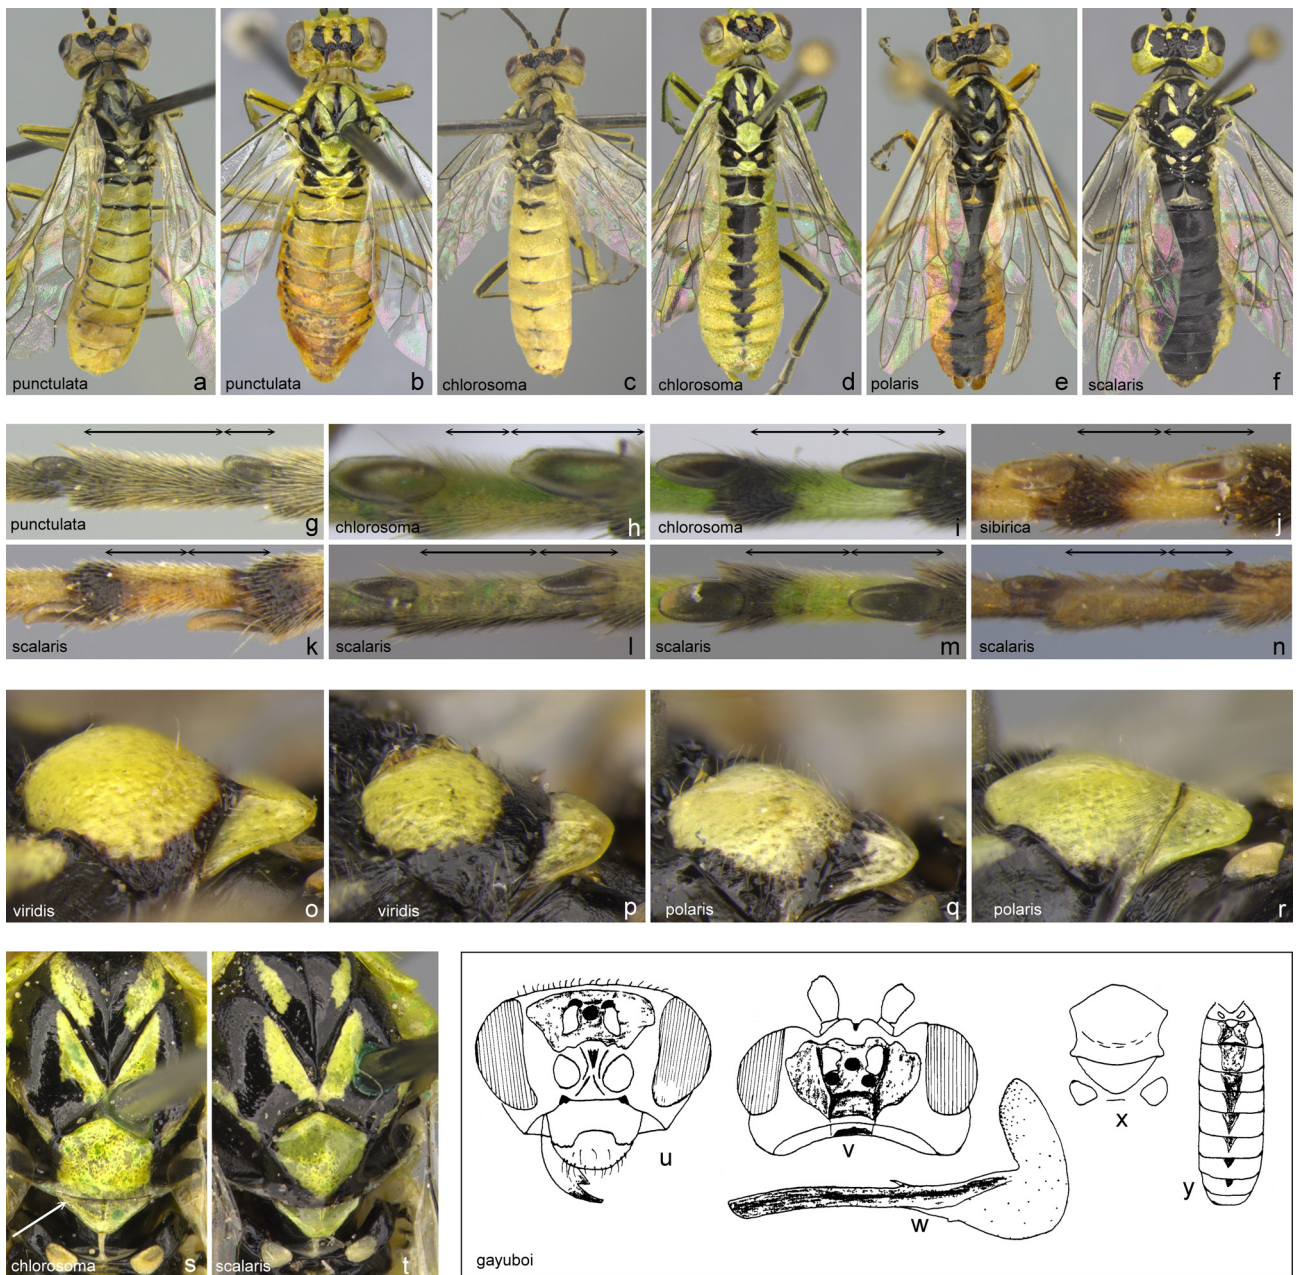 punctulata a
punctulata b
chlorosoma c
chlorosoma d
polaris e
scalaris f
punctulata g
chlorosoma h
chlorosoma i
sibirica j
scalaris k
scalaris l
scalaris m
scalaris n
viridis o
viridis p
polaris q
polaris r
chlorosoma s
scalaris t
u
v
w
x
y
gayuboi